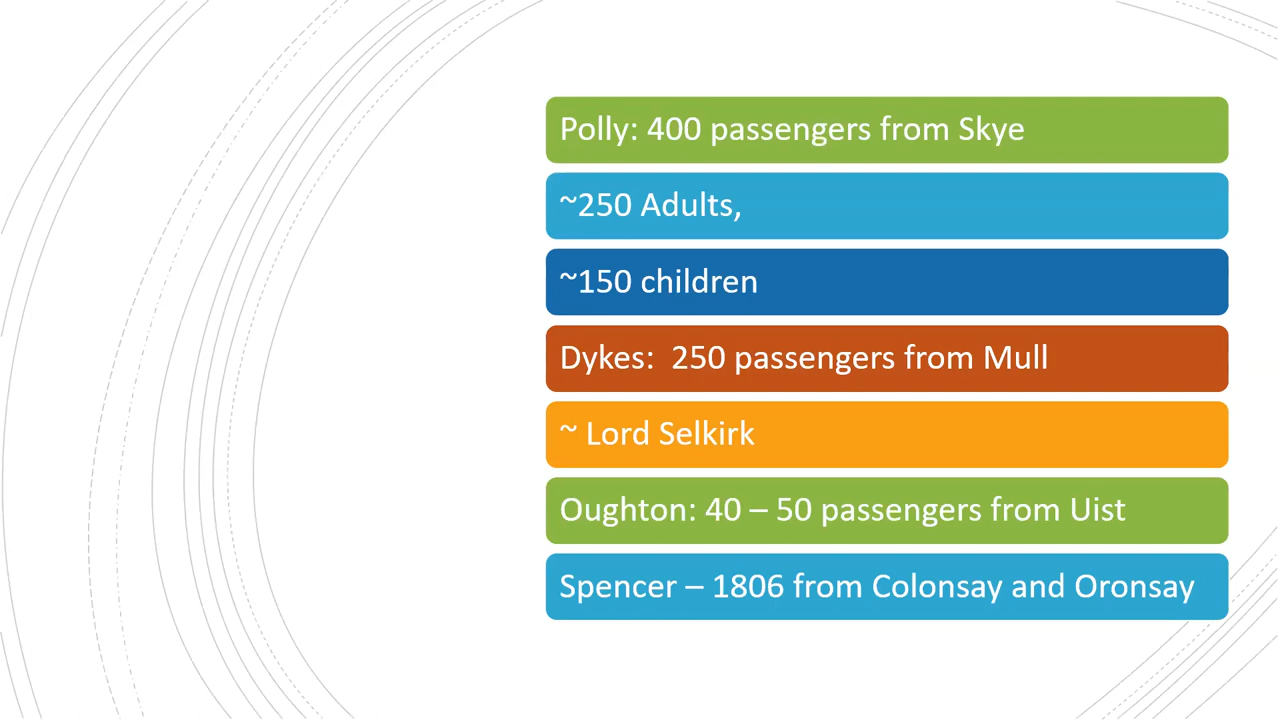 Polly: 400 passengers from Skye
~250 Adults,
~150 children
Dykes:  250 passengers from Mull
~ Lord Selkirk
Oughton: 40 – 50 passengers from Uist
Spencer – 1806 from Colonsay and Oronsay